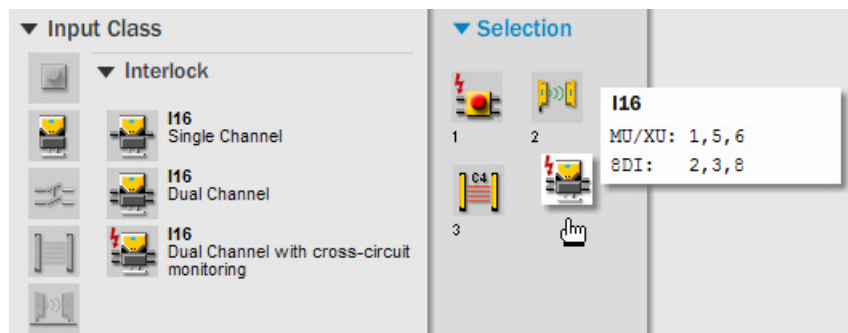 Input Class
Interlock
I16
Single Channel
I16
Dual Channel
I16
Dual Channel with cross-circuit
monitoring
Selection
1
2
C4
3
I16
MU/XU: 1,5,6
8DI: 2,3,8